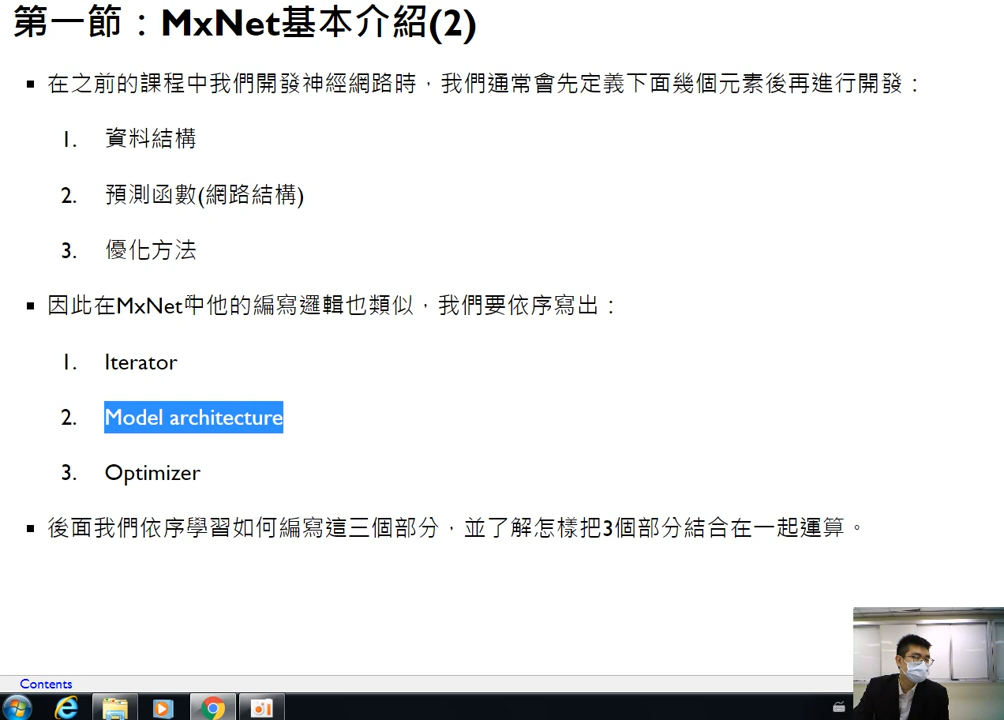 第一節：MxNet基本介紹(2)
▪ 在之前的課程中我們開發神經網路時，我們通常會先定義下面幾個元素後再進行開發：
1. 資料結構
2. 預測函數(網路結構)
3. 優化方法
▪ 因此在MxNet中他的編寫邏輯也類似，我們要依序寫出：
1. Iterator
2. Model architecture
3. Optimizer
▪ 後面我們依序學習如何編寫這三個部分，並了解怎樣把3個部分結合在一起運算。
Contents